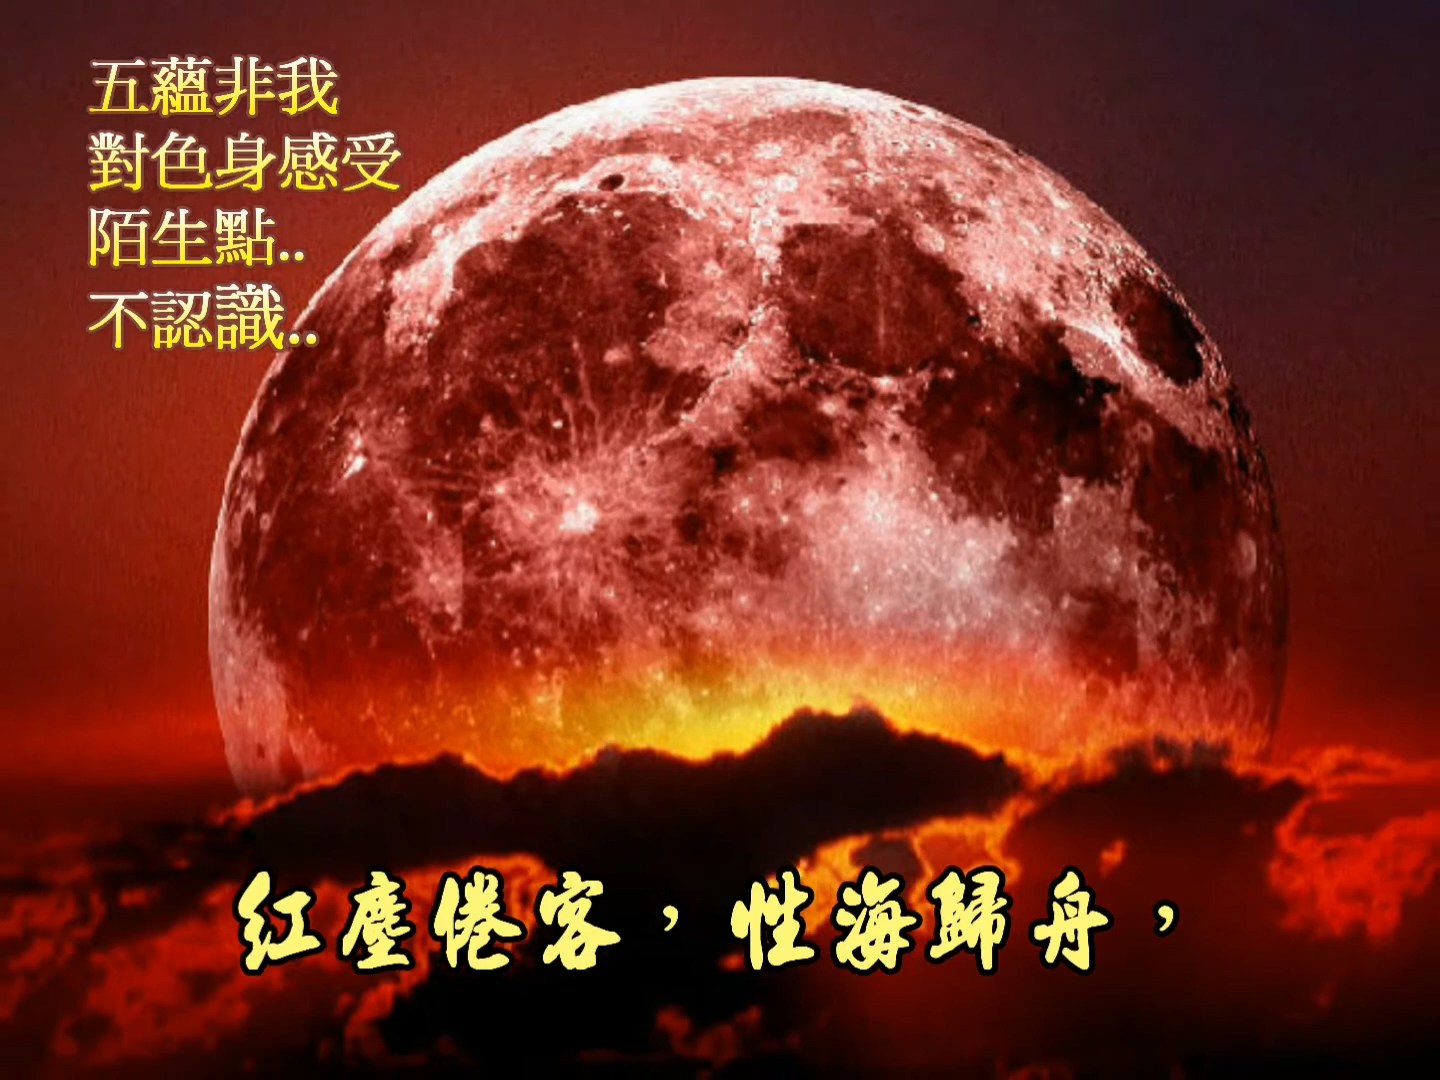 五蘊非我
對色身感受
陌生點..
不認識..
紅塵倦客，性海歸舟，